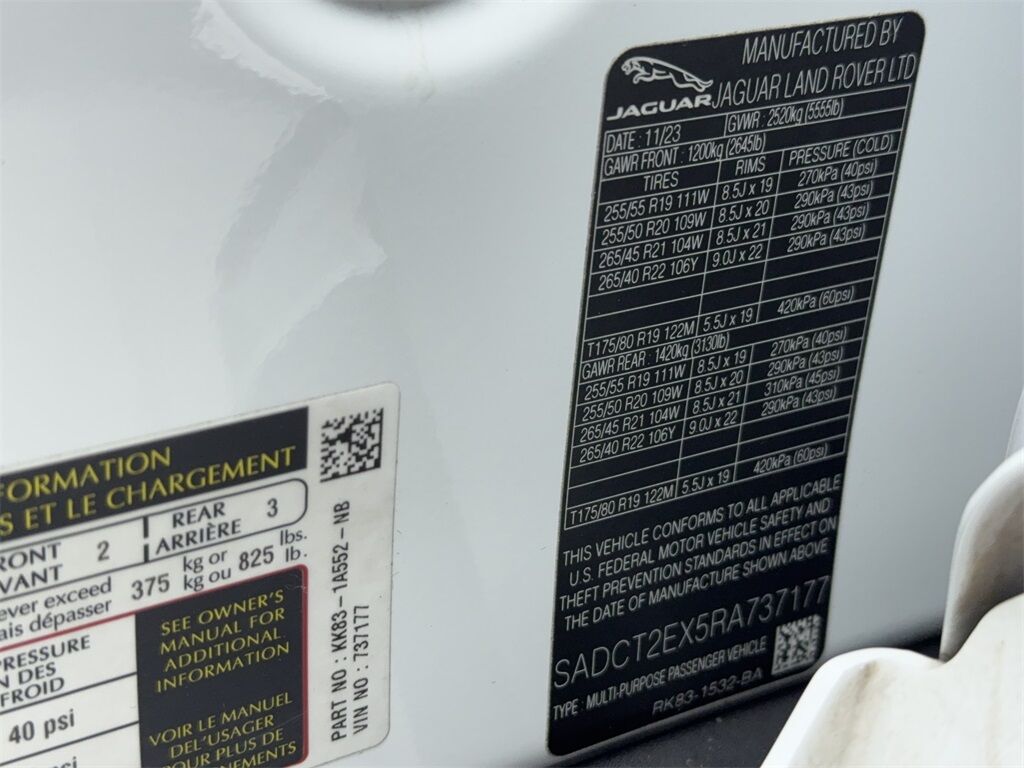 MANUFACTURED BY
JAGUAR JAGUAR LAND ROVER LTD
DATE : 11/23 GVWR : 2520kg (5555lb)
GAWR FRONT : 1200kg (2645lb)
TIRES RIMS PRESSURE (COLD)
255/55 R19 111W 8.5J x 19 270kPa (40psi)
255/50 R20 109W 8.5J x 20 290kPa (43psi)
265/45 R21 104W 8.5J x 21 290kPa (43psi)
265/40 R22 106Y 9.0J x 22 290kPa (43psi)
T175/80 R19 122M 5.5J x 19 420kPa (60psi)
GAWR REAR : 1420kg (3130lb)
255/55 R19 111W 8.5J x 19 270kPa (40psi)
255/50 R20 109W 8.5J x 20 290kPa (43psi)
265/45 R21 104W 8.5J x 21 310kPa (45psi)
265/40 R22 106Y 9.0J x 22 290kPa (43psi)
T175/80 R19 122M 5.5J x 19 420kPa (60psi)
THIS VEHICLE CONFORMS TO ALL APPLICABLE
U.S. FEDERAL MOTOR VEHICLE SAFETY AND
THEFT PREVENTION STANDARDS IN EFFECT ON
THE DATE OF MANUFACTURE SHOWN ABOVE
SADCT2EX5RA737177
TYPE : MULTI-PURPOSE PASSENGER VEHICLE
RK83-1532-BA
FORMATION
S ET LE CHARGEMENT
RONT 2 REAR 3
VANT ARRIÈRE
ever exceed 375 kg or 825 lbs.
ais dépasser kg ou lb.
PRESSURE
N DES
FROID
40 psi
psi
SEE OWNER'S
MANUAL FOR
ADDITIONAL
INFORMATION
VOIR LE MANUEL
DEL'USAGER
POUR PLUS DE
NEMENTS
PART NO : KK83-1A552-NB
VIN NO : 737177